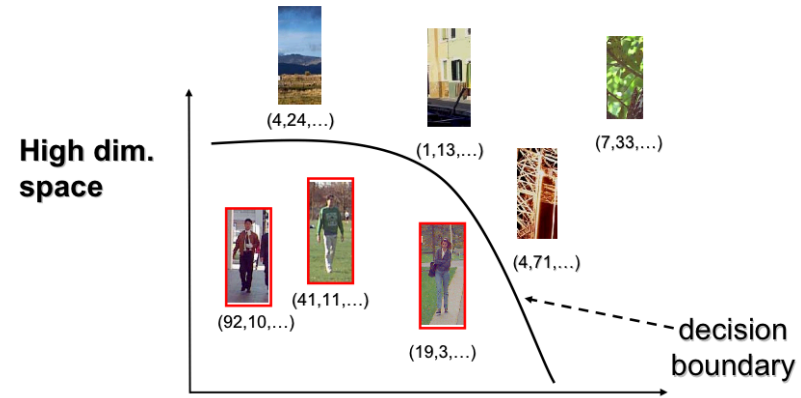 (4,24,...)
(1,13,...)
(7,33,...)
High dim.
space
(4,71,...)
(41,11,...)
(92,10,...)
(19,3,...)
decision
boundary